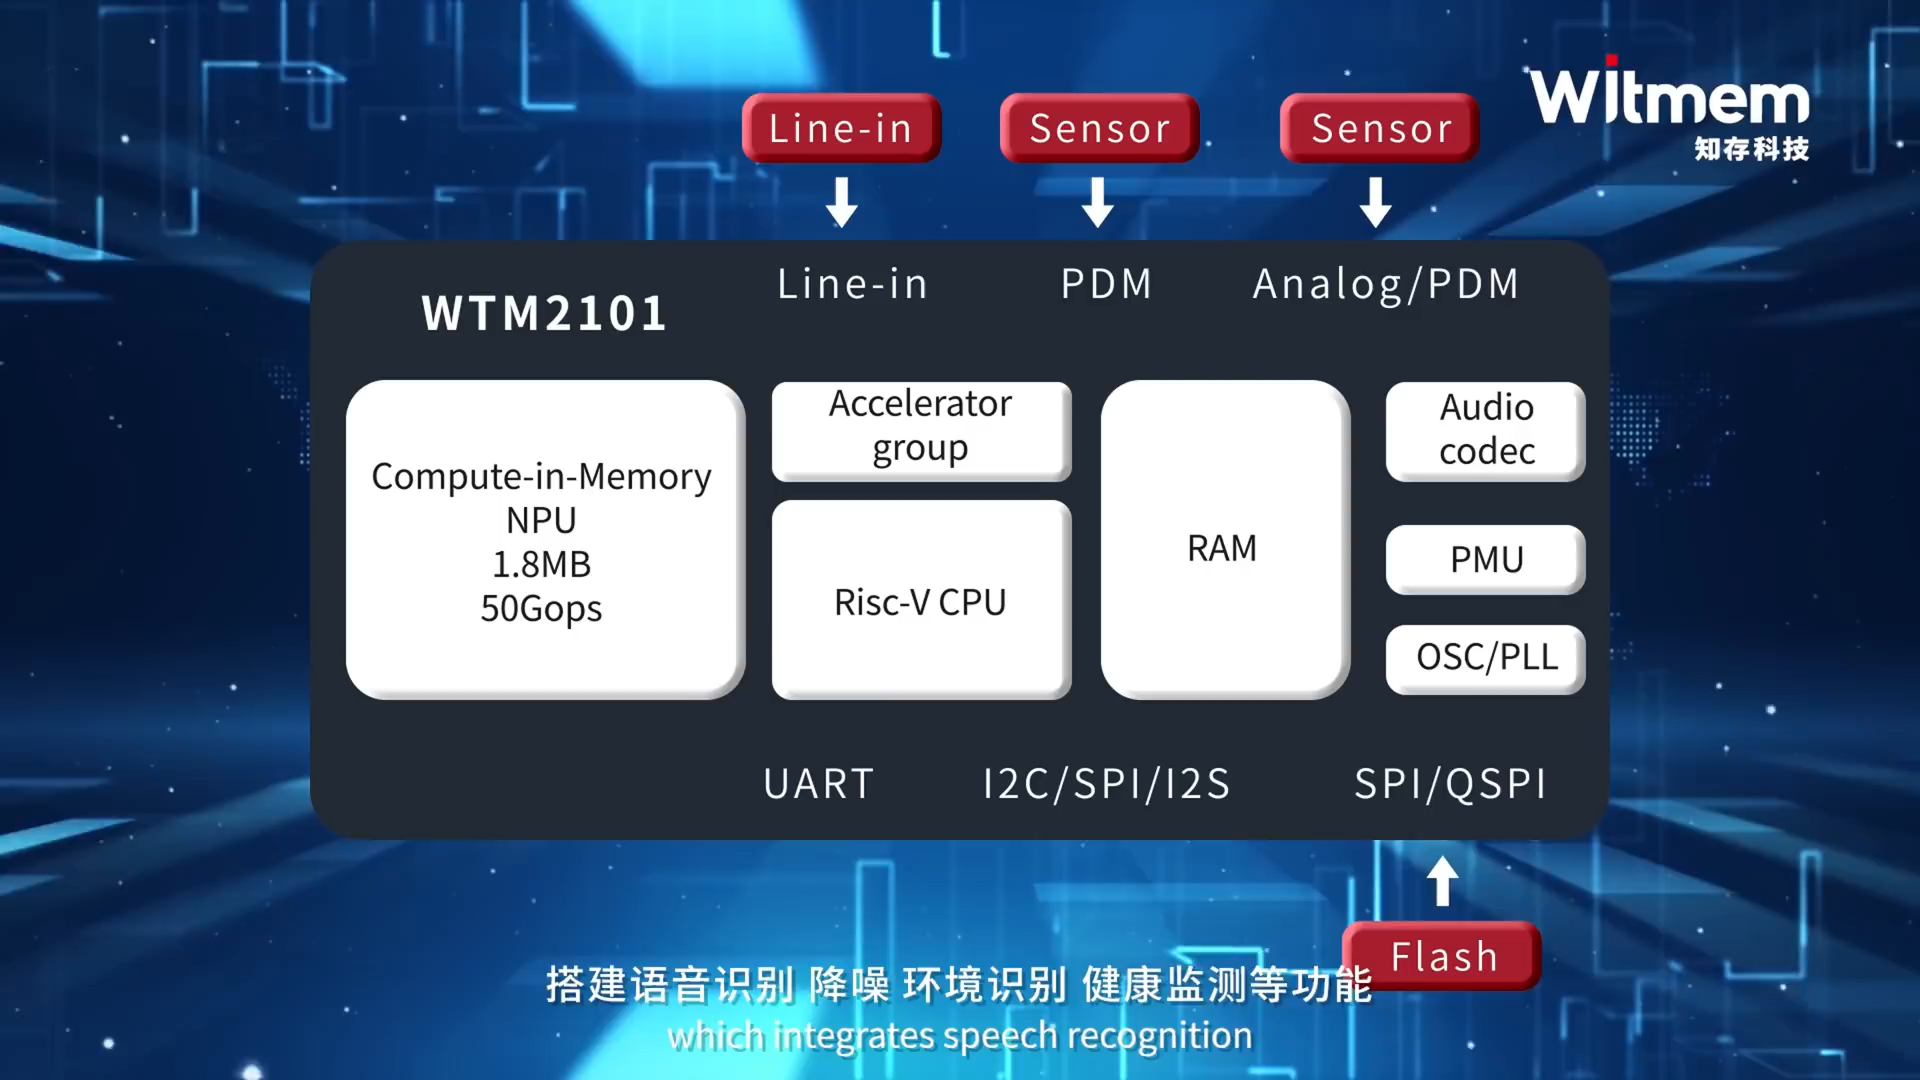 Witmem
知存科技
Line-in
Sensor
Sensor
Line-in
PDM
Analog/PDM
WTM2101
Compute-in-Memory
NPU
1.8MB
50Gops
Accelerator
group
Risc-V CPU
RAM
Audio
codec
PMU
OSC/PLL
UART
I2C/SPI/I2S
SPI/QSPI
Flash
搭建语音识别 降噪 环境识别 健康监测等功能
which integrates speech recognition